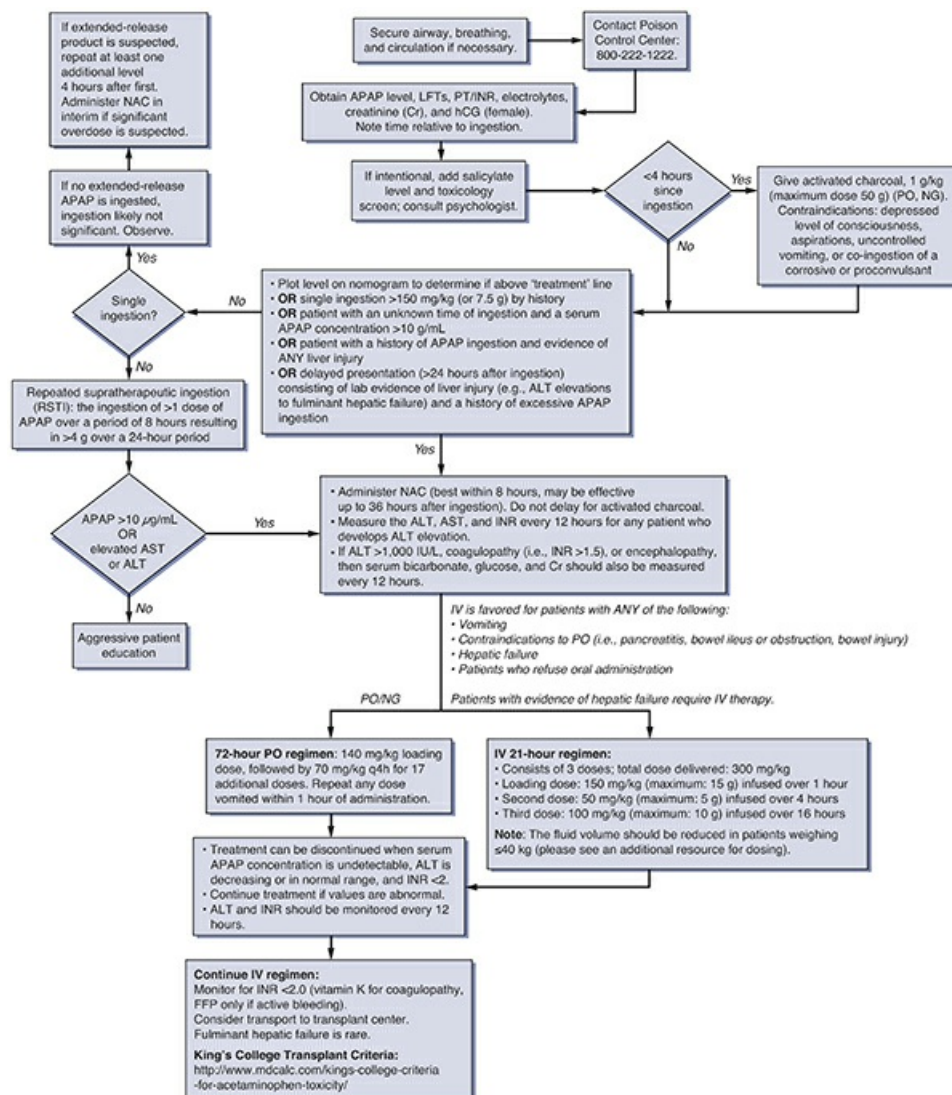 If extended-release
product is suspected,
repeat at least one
additional level
4 hours after first.
Administer NAC in
interim if significant
overdose is suspected.
Secure airway, breathing,
and circulation if necessary.
Contact Poison
Control Center:
800-222-1222.
Obtain APAP level, LFTs, PT/INR, electrolytes,
creatinine (Cr), and hCG (female).
Note time relative to ingestion.
If intentional, add salicylate
level and toxicology
screen; consult psychologist.
<4 hours
since
ingestion
Yes
No
Give activated charcoal, 1 g/kg
(maximum dose 50 g) (PO, NG).
Contraindications: depressed
level of consciousness,
aspirations, uncontrolled
vomiting, or co-ingestion of a
corrosive or proconvulsant
If no extended-release
APAP is ingested,
ingestion likely not
significant. Observe.
Yes
Single
ingestion?
No
No
• Plot level on nomogram to determine if above ‘treatment’ line
• OR single ingestion >150 mg/kg (or 7.5 g) by history
• OR patient with an unknown time of ingestion and a serum
APAP concentration >10 g/mL
• OR patient with a history of APAP ingestion and evidence of
ANY liver injury
• OR delayed presentation (>24 hours after ingestion)
consisting of lab evidence of liver injury (e.g., ALT elevations
to fulminant hepatic failure) and a history of excessive APAP
ingestion
Yes
Repeated supratherapeutic ingestion
(RSTI): the ingestion of >1 dose of
APAP over a period of 8 hours resulting
in >4 g over a 24-hour period
APAP >10 µg/mL
OR
elevated AST
or ALT
Yes
No
Aggressive patient
education
• Administer NAC (best within 8 hours, may be effective
up to 36 hours after ingestion). Do not delay for activated charcoal.
• Measure the ALT, AST, and INR every 12 hours for any patient who
develops ALT elevation.
• If ALT >1,000 IU/L, coagulopathy (i.e., INR >1.5), or encephalopathy,
then serum bicarbonate, glucose, and Cr should also be measured
every 12 hours.
IV is favored for patients with ANY of the following:
• Vomiting
• Contraindications to PO (i.e., pancreatitis, bowel ileus or obstruction, bowel injury)
• Hepatic failure
• Patients who refuse oral administration
PO/NG
Patients with evidence of hepatic failure require IV therapy.
72-hour PO regimen: 140 mg/kg loading
dose, followed by 70 mg/kg q4h for 17
additional doses. Repeat any dose
vomited within 1 hour of administration.
IV 21-hour regimen:
• Consists of 3 doses; total dose delivered: 300 mg/kg
• Loading dose: 150 mg/kg (maximum: 15 g) infused over 1 hour
• Second dose: 50 mg/kg (maximum: 5 g) infused over 4 hours
• Third dose: 100 mg/kg (maximum: 10 g) infused over 16 hours
Note: The fluid volume should be reduced in patients weighing
≤40 kg (please see an additional resource for dosing).
• Treatment can be discontinued when serum
APAP concentration is undetectable, ALT is
decreasing or in normal range, and INR <2.
• Continue treatment if values are abnormal.
• ALT and INR should be monitored every 12
hours.
Continue IV regimen:
Monitor for INR <2.0 (vitamin K for coagulopathy,
FFP only if active bleeding).
Consider transport to transplant center.
Fulminant hepatic failure is rare.
King's College Transplant Criteria:
http://www.mdcalc.com/kings-college-criteria
-for-acetaminophen-toxicity/